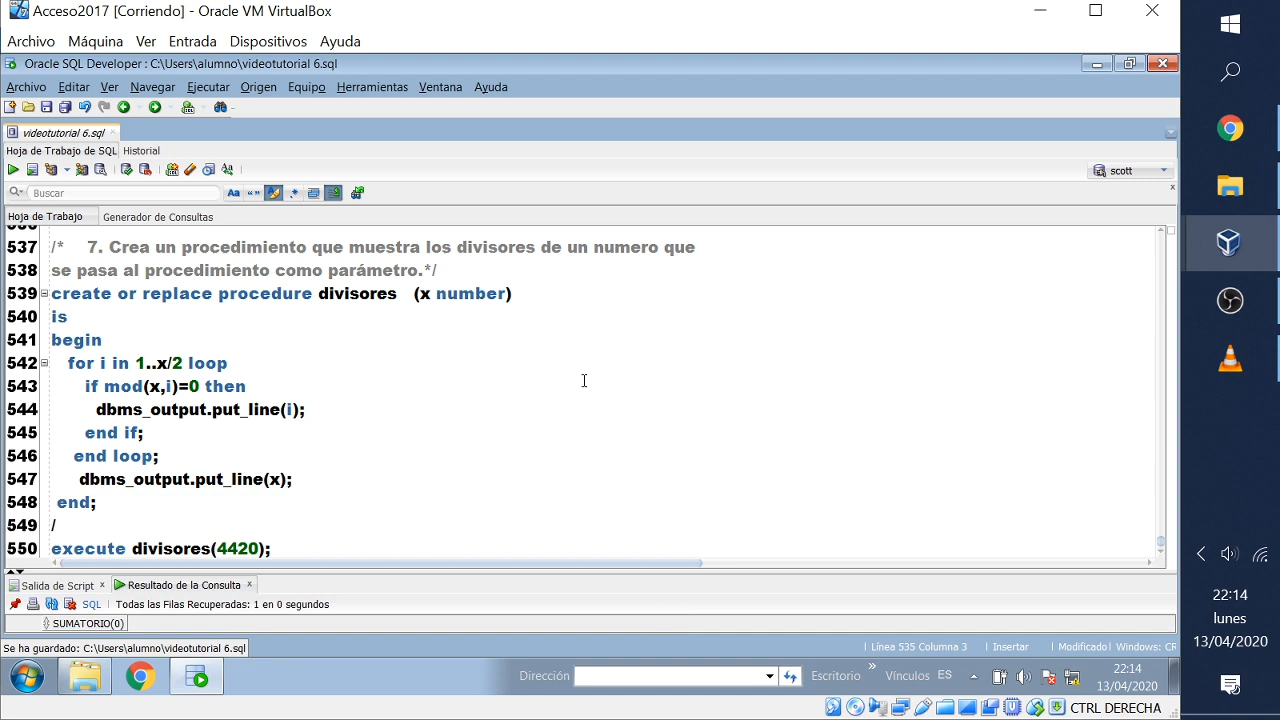 Acceso2017 [Corriendo] - Oracle VM VirtualBox
Archivo Máquina Ver Entrada Dispositivos Ayuda
Oracle SQL Developer : C:\Users\alumno\videotutorial 6.sql
Archivo Editar Ver Navegar Ejecutar Origen Equipo Herramientas Ventana Ayuda
videotutorial 6.sql
Hoja de Trabajo de SQL Historial
scott
Buscar
Hoja de Trabajo Generador de Consultas
537 /* 7. Crea un procedimiento que muestra los divisores de un numero que
538 se pasa al procedimiento como parámetro.*/
539 create or replace procedure divisores (x number)
540 is
541 begin
542 for i in 1..x/2 loop
543 if mod(x,i)=0 then
544 dbms_output.put_line(i);
545 end if;
546 end loop;
547 dbms_output.put_line(x);
548 end;
549 /
550 execute divisores(4420);
Salida de Script Resultado de la Consulta
SQL Todas las Filas Recuperadas: 1 en 0 segundos
SUMATORIO(0)
Se ha guardado: C:\Users\alumno\videotutorial 6.sql
Línea 535 Columna 3 Insertar Modificado Windows: CR
Dirección Escritorio Vínculos ES 22:14
13/04/2020
CTRL DERECHA
22:14
lunes
13/04/2020